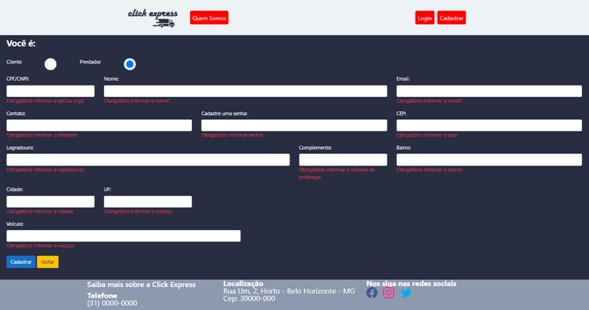 click express
Quem Somos
Login
Cadastrar
Você é:
Cliente
Prestador
CPF/CNPJ:
Nome:
Email:
Obrigatório informar o cpf ou cnpj!
Obrigatório informar o nome!
Obrigatório informar o email!
Contato:
Cadastre uma senha:
CEP:
Obrigatório informar o telefone!
Obrigatório informar senha!
Obrigatório informar o cep!
Logradouro:
Complemento:
Bairro:
Obrigatório informar o logradouro!
Obrigatório informar o número do
endereço!
Obrigatório informar o bairro!
Cidade:
UF:
Obrigatório informar a cidade!
Obrigatório informar o estado!
Veículo:
Obrigatório informar o veículo!
Cadastrar
Voltar
Saiba mais sobre a Click Express
Telefone
(31) 0000-0000
Localização
Rua Um, 2, Horto - Belo Horizonte - MG
Cep: 30000-000
Nos siga nas redes sociais